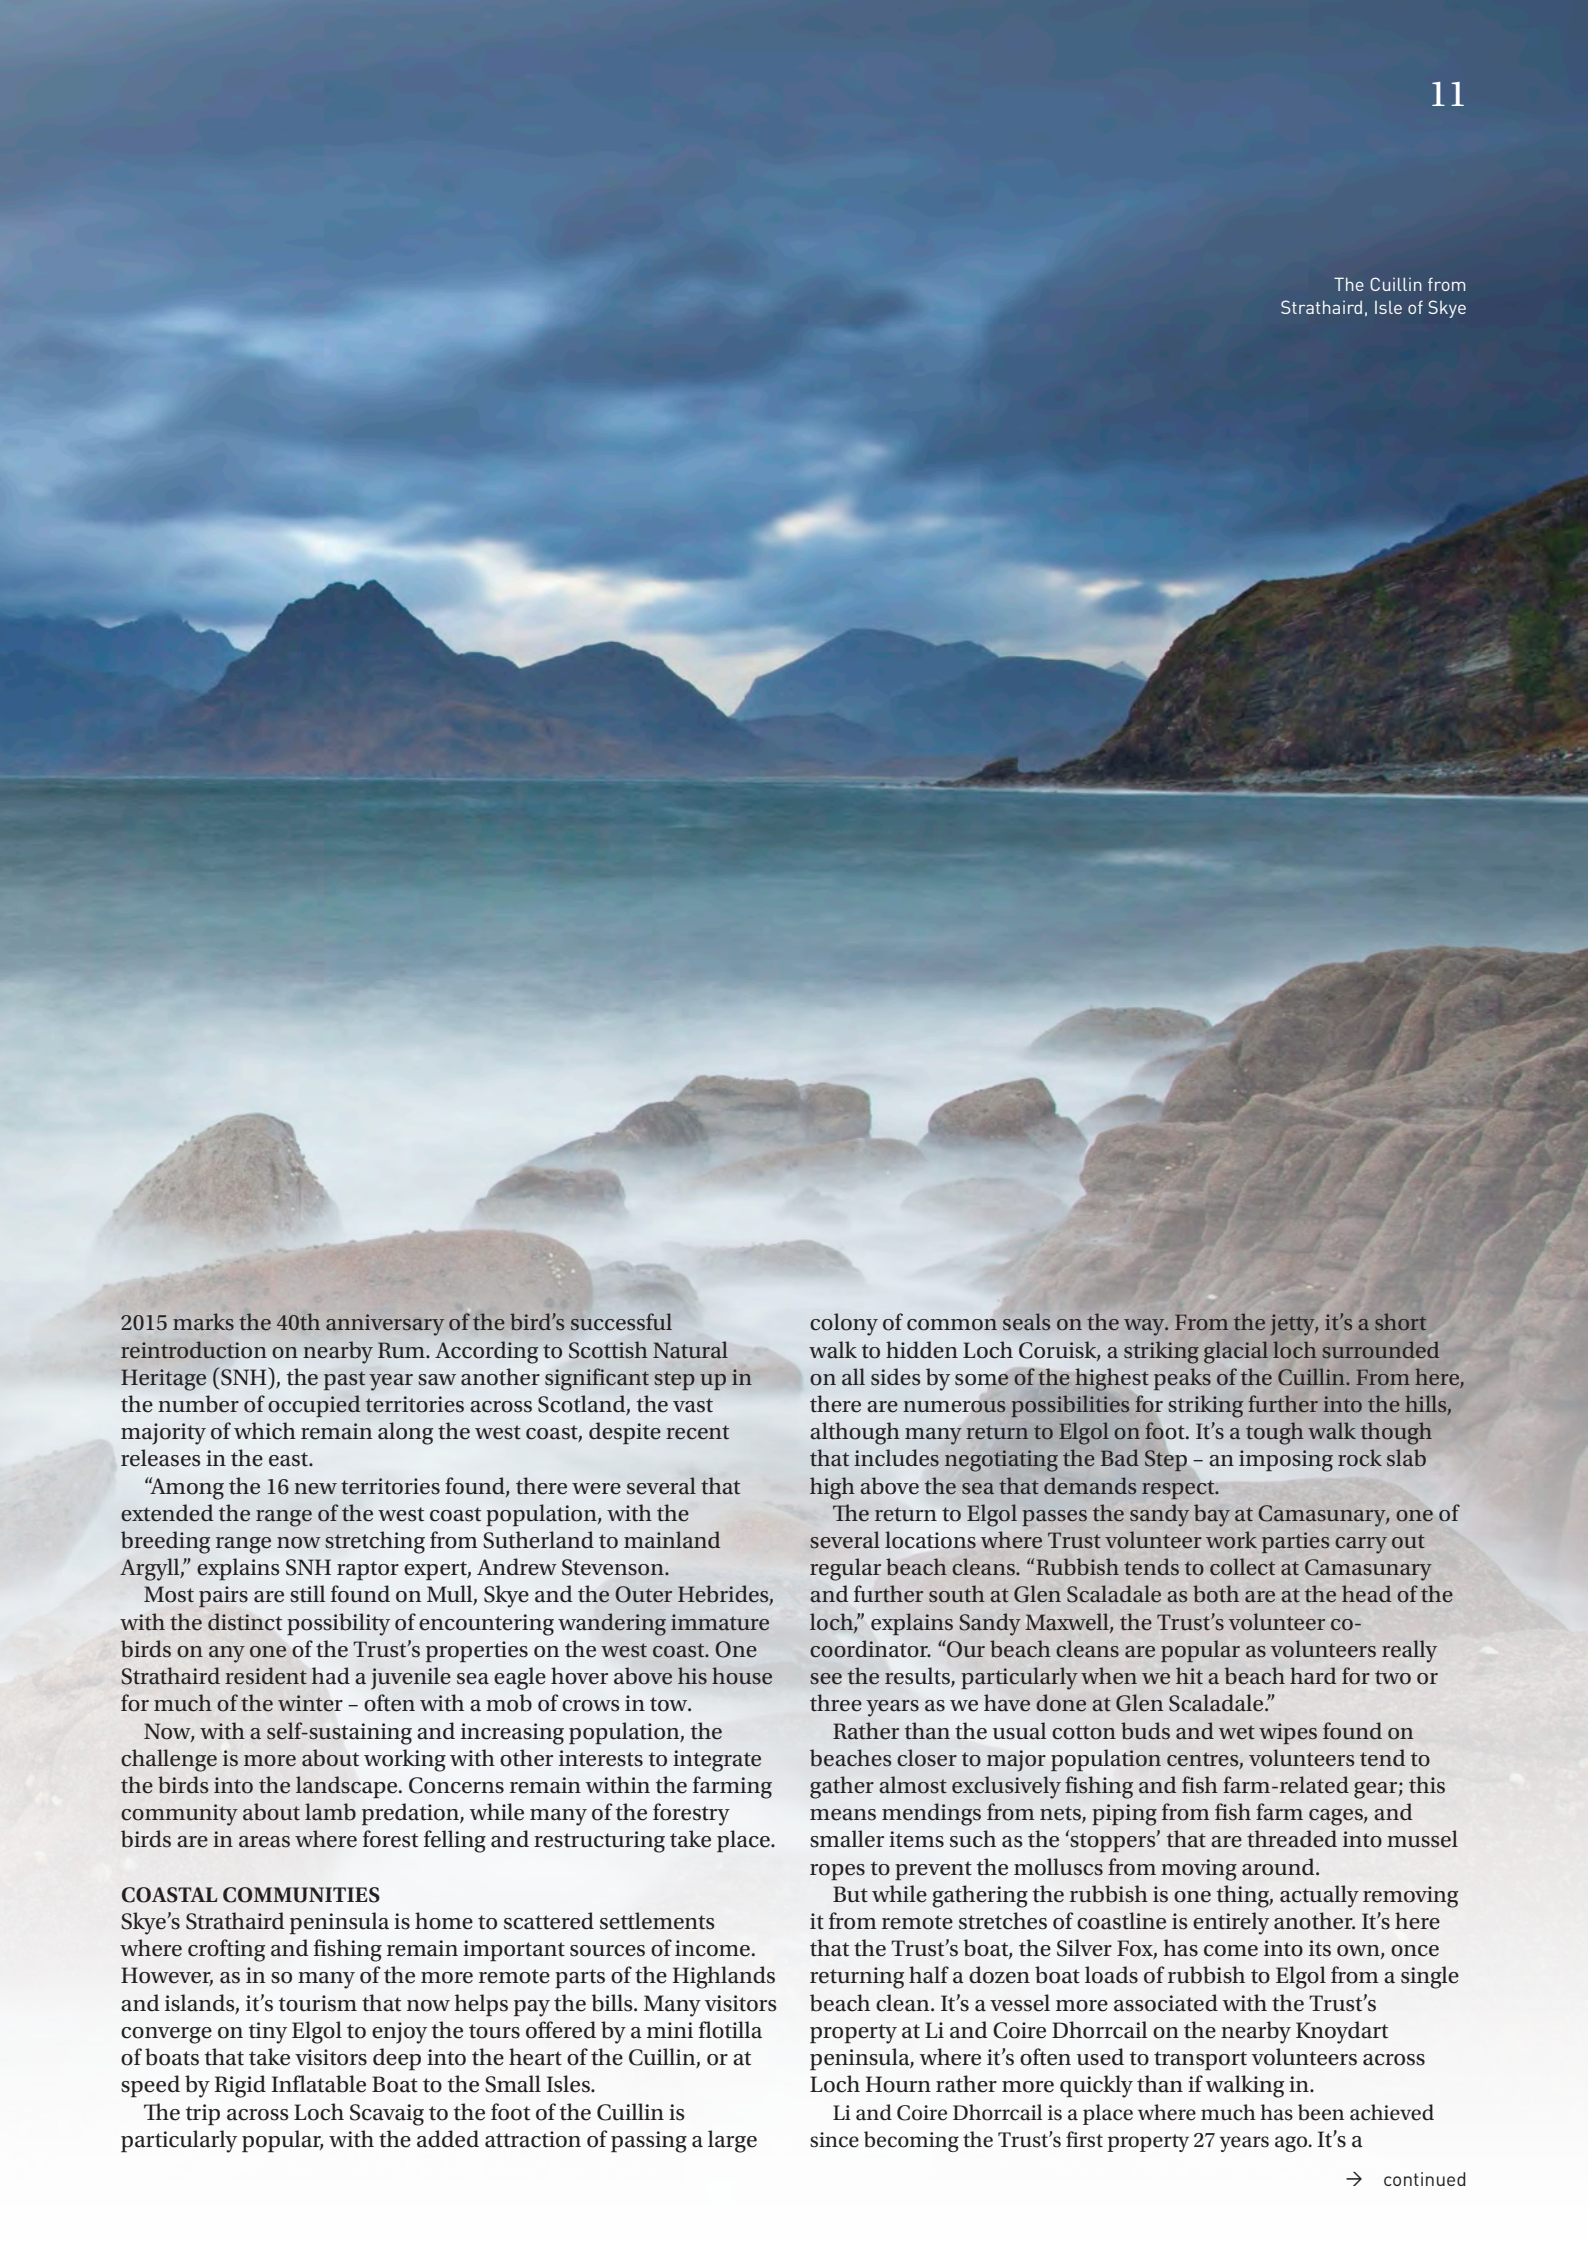 11
The Cuillin from
Strathaird, Isle of Skye
2015 marks the 40th anniversary of the bird’s successful
reintroduction on nearby Rum. According to Scottish Natural
Heritage (SNH), the past year saw another significant step up in
the number of occupied territories across Scotland, the vast
majority of which remain along the west coast, despite recent
releases in the east.
“Among the 16 new territories found, there were several that
extended the range of the west coast population, with the
breeding range now stretching from Sutherland to mainland
Argyll,” explains SNH raptor expert, Andrew Stevenson.
Most pairs are still found on Mull, Skye and the Outer Hebrides,
with the distinct possibility of encountering wandering immature
birds on any one of the Trust’s properties on the west coast. One
Strathaird resident had a juvenile sea eagle hover above his house
for much of the winter – often with a mob of crows in tow.
Now, with a self-sustaining and increasing population, the
challenge is more about working with other interests to integrate
the birds into the landscape. Concerns remain within the farming
community about lamb predation, while many of the forestry
birds are in areas where forest felling and restructuring take place.
COASTAL COMMUNITIES
Skye’s Strathaird peninsula is home to scattered settlements
where crofting and fishing remain important sources of income.
However, as in so many of the more remote parts of the Highlands
and islands, it’s tourism that now helps pay the bills. Many visitors
converge on tiny Elgol to enjoy the tours offered by a mini flotilla
of boats that take visitors deep into the heart of the Cuillin, or at
speed by Rigid Inflatable Boat to the Small Isles.
The trip across Loch Scavaig to the foot of the Cuillin is
particularly popular, with the added attraction of passing a large
colony of common seals on the way. From the jetty, it’s a short
walk to hidden Loch Coruisk, a striking glacial loch surrounded
on all sides by some of the highest peaks of the Cuillin. From here,
there are numerous possibilities for striking further into the hills,
although many return to Elgol on foot. It’s a tough walk though
that includes negotiating the Bad Step – an imposing rock slab
high above the sea that demands respect.
The return to Elgol passes the sandy bay at Camasunary, one of
several locations where Trust volunteer work parties carry out
regular beach cleans. “Rubbish tends to collect at Camasunary
and further south at Glen Scaladale as both are at the head of the
loch,” explains Sandy Maxwell, the Trust’s volunteer co-
coordinator. “Our beach cleans are popular as volunteers really
see the results, particularly when we hit a beach hard for two or
three years as we have done at Glen Scaladale.”
Rather than the usual cotton buds and wet wipes found on
beaches closer to major population centres, volunteers tend to
gather almost exclusively fishing and fish farm-related gear; this
means mendings from nets, piping from fish farm cages, and
smaller items such as the ‘stoppers’ that are threaded into mussel
ropes to prevent the molluscs from moving around.
But while gathering the rubbish is one thing, actually removing
it from remote stretches of coastline is entirely another. It’s here
that the Trust’s boat, the Silver Fox, has come into its own, once
returning half a dozen boat loads of rubbish to Elgol from a single
beach clean. It’s a vessel more associated with the Trust’s
property at Li and Coire Dhorrcail on the nearby Knoydart
peninsula, where it’s often used to transport volunteers across
Loch Hourn rather more quickly than if walking in.
Li and Coire Dhorrcail is a place where much has been achieved
since becoming the Trust’s first property 27 years ago. It’s a
→ continued